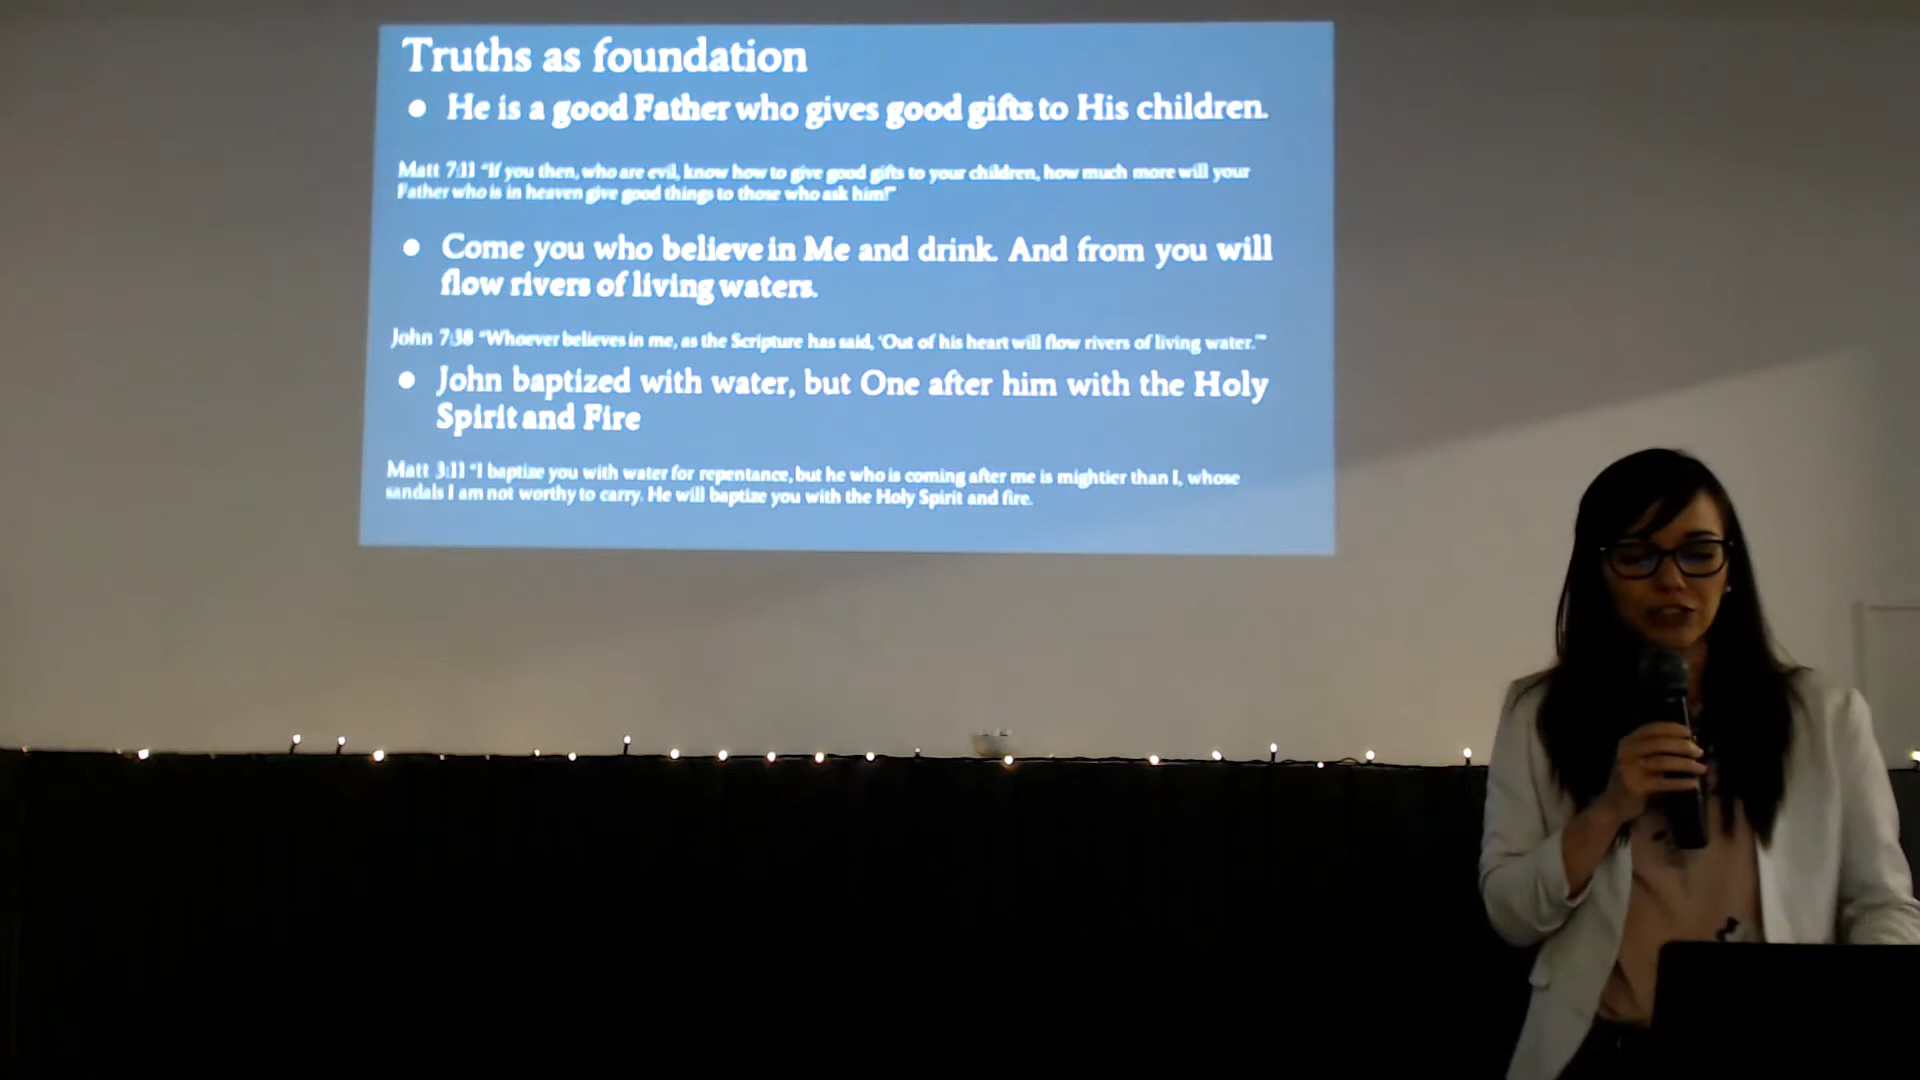 Truths as foundation
● He is a good Father who gives good gifts to His children.
Matt 7:11 “If you then, who are evil, know how to give good gifts to your children, how much more will your
Father who is in heaven give good things to those who ask him!”
● Come you who believe in Me and drink. And from you will
flow rivers of living waters.
John 7:38 “Whoever believes in me, as the Scripture has said, ‘Out of his heart will flow rivers of living water.’”
● John baptized with water, but One after him with the Holy
Spirit and Fire
Matt 3:11 “I baptize you with water for repentance, but he who is coming after me is mightier than I, whose
sandals I am not worthy to carry. He will baptize you with the Holy Spirit and fire.